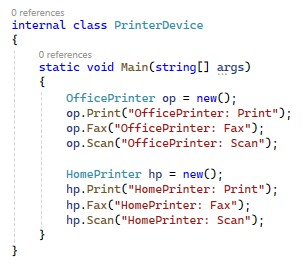 0 references
internal class PrinterDevice
{
0 references
static void Main(string[] args)
{
OfficePrinter op = new();
op.Print("OfficePrinter: Print");
op.Fax("OfficePrinter: Fax");
op.Scan("OfficePrinter: Scan");
HomePrinter hp = new();
hp.Print("HomePrinter: Print");
hp.Fax("HomePrinter: Fax");
hp.Scan("HomePrinter: Scan");
}
}